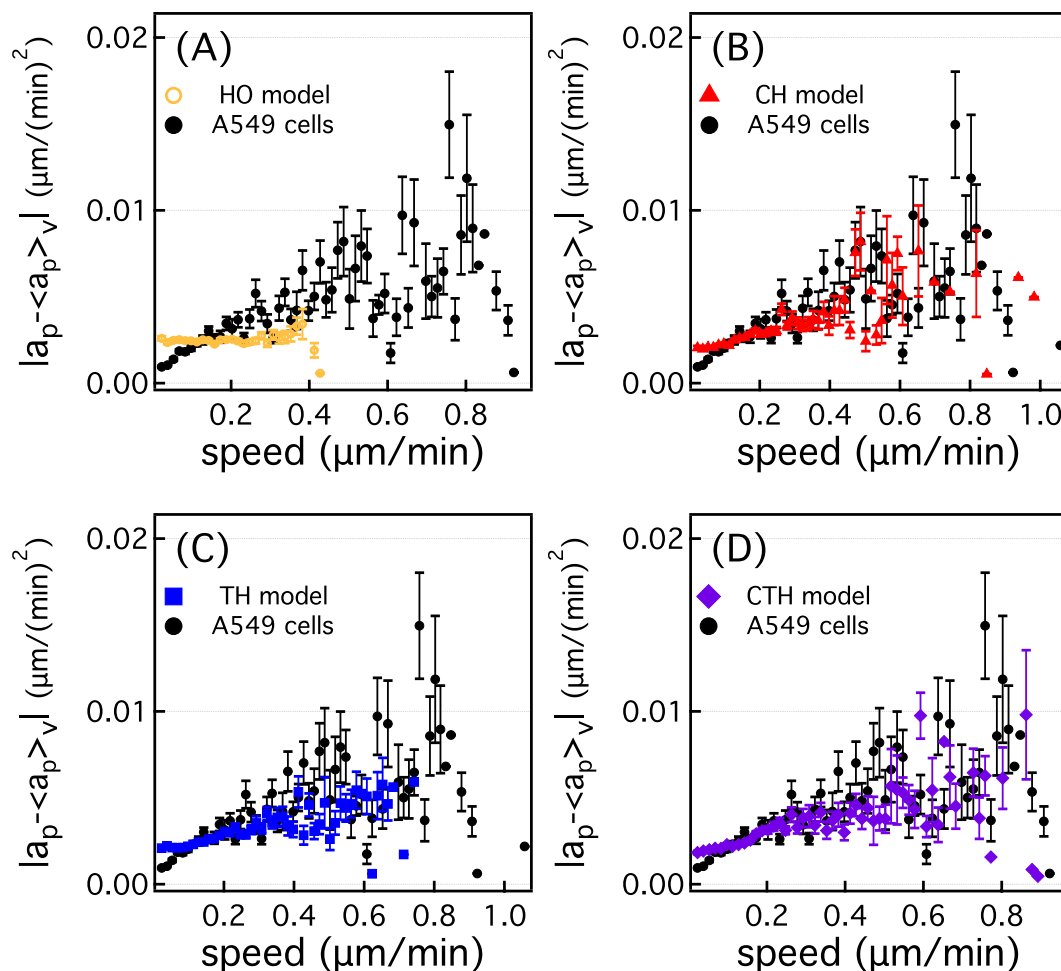 (A)
HO model
A549 cells
0.02
0.01
0.00
0.2 0.4 0.6 0.8
speed (µm/min)
|a_p-<a_p>_v| (µm/(min)^2)
(B)
CH model
A549 cells
0.02
0.01
0.00
0.2 0.4 0.6 0.8 1.0
speed (µm/min)
|a_p-<a_p>_v| (µm/(min)^2)
(C)
TH model
A549 cells
0.02
0.01
0.00
0.2 0.4 0.6 0.8 1.0
speed (µm/min)
|a_p-<a_p>_v| (µm/(min)^2)
(D)
CTH model
A549 cells
0.02
0.01
0.00
0.2 0.4 0.6 0.8
speed (µm/min)
|a_p-<a_p>_v| (µm/(min)^2)